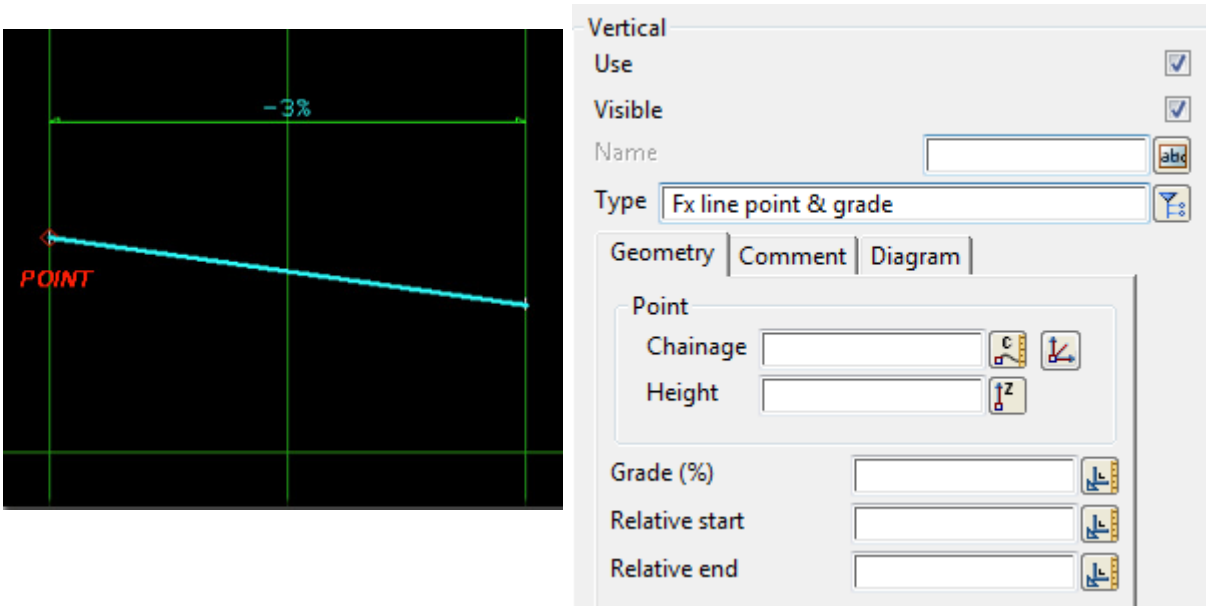 -3%
POINT
Vertical
Use
Visible
Name
abc
Type Fx line point & grade
Geometry Comment Diagram
Point
Chainage C
Height Z
Grade (%)
Relative start
Relative end